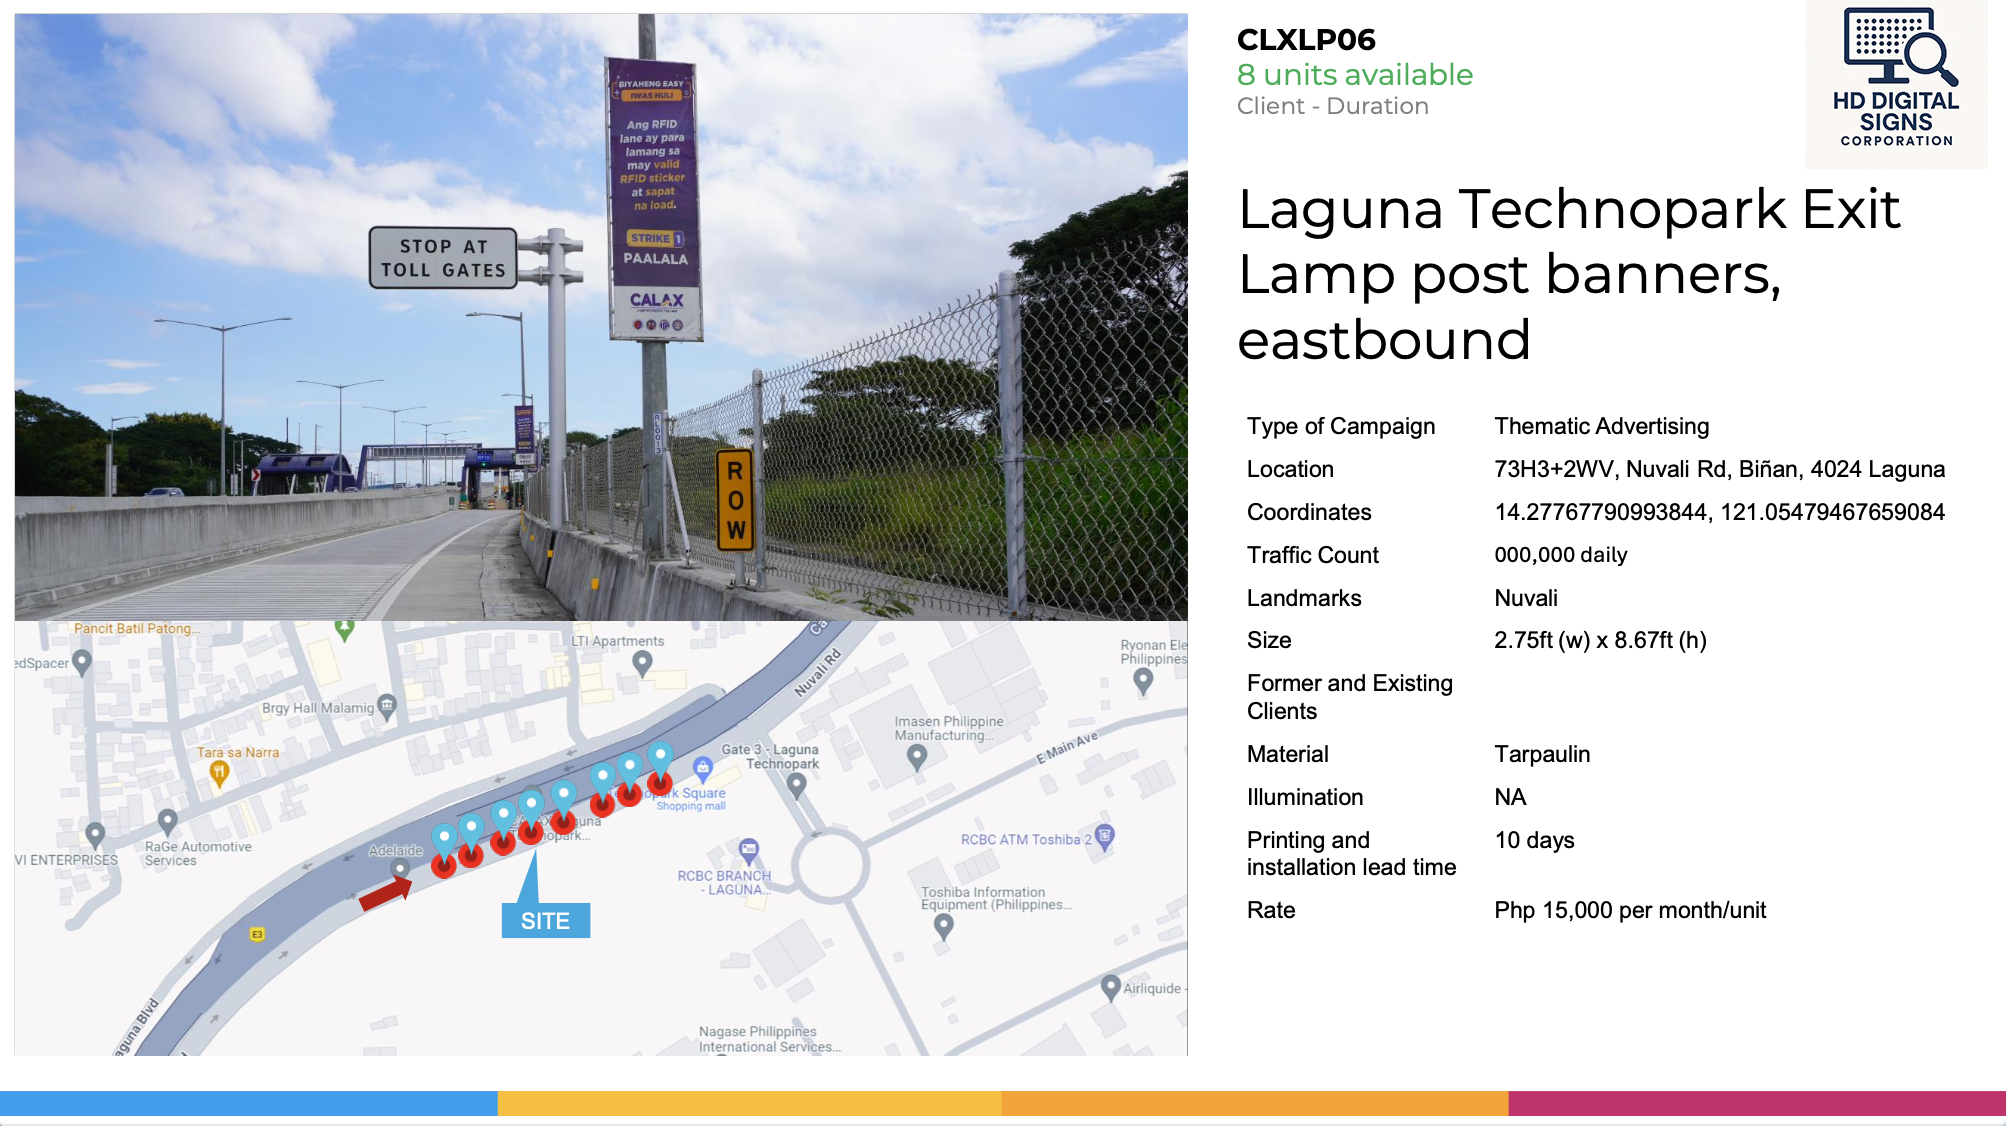 CLXLP06
8 units available
Client - Duration
HD DIGITAL
SIGNS
CORPORATION
Laguna Technopark Exit
Lamp post banners,
eastbound
Type of Campaign Thematic Advertising
Location 73H3+2WV, Nuvali Rd, Biñan, 4024 Laguna
Coordinates 14.27767790993844, 121.05479467659084
Traffic Count 000,000 daily
Landmarks Nuvali
Size 2.75ft (w) x 8.67ft (h)
Former and Existing
Clients
Material Tarpaulin
Illumination NA
Printing and
installation lead time 10 days
Rate Php 15,000 per month/unit
BIYAHENG EASY
IWAS HULI
Ang RFID
lane ay para
lamang sa
may valid
RFID sticker
at sapat
na load.
STRIKE 1
PAALALA
CALAX
STOP AT
TOLL GATES
ROW
Pancit Batil Patong...
edSpacer
LTI Apartments
Ryonan Ele
Philippines
Nuvali Rd
Brgy Hall Malamig
Tara sa Narra
Imasen Philippine
Manufacturing...
E Main Ave
Gate 3 - Laguna
Technopark
Square
Shopping mall
VI ENTERPRISES
RaGe Automotive
Services
Adelaide
RCBC BRANCH
- LAGUNA...
RCBC ATM Toshiba 2
Toshiba Information
Equipment (Philippines...
SITE
E3
aguna Blvd
Airliquide -
Nagase Philippines
International Services...